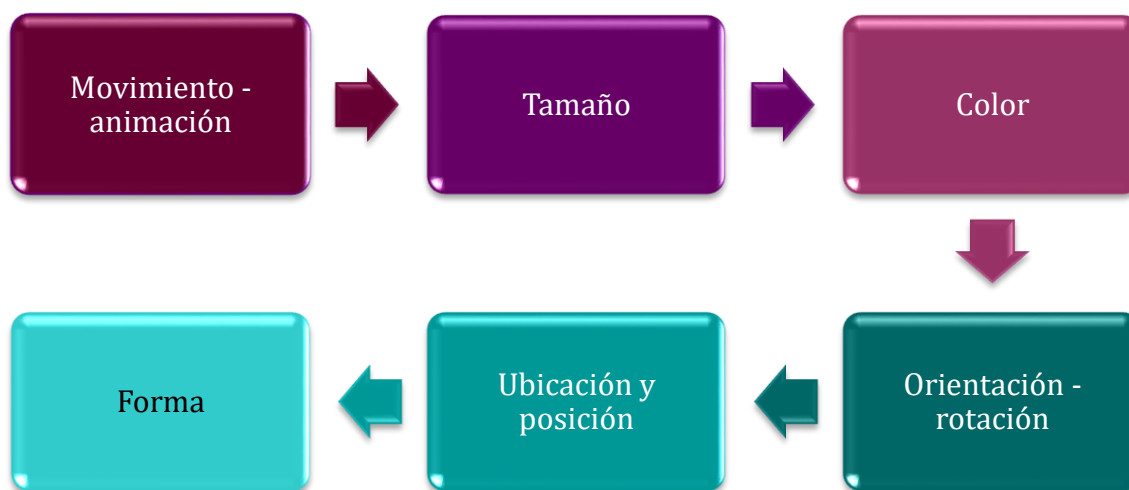 Movimiento -
animación
Tamaño
Color
Orientación -
rotación
Ubicación y
posición
Forma